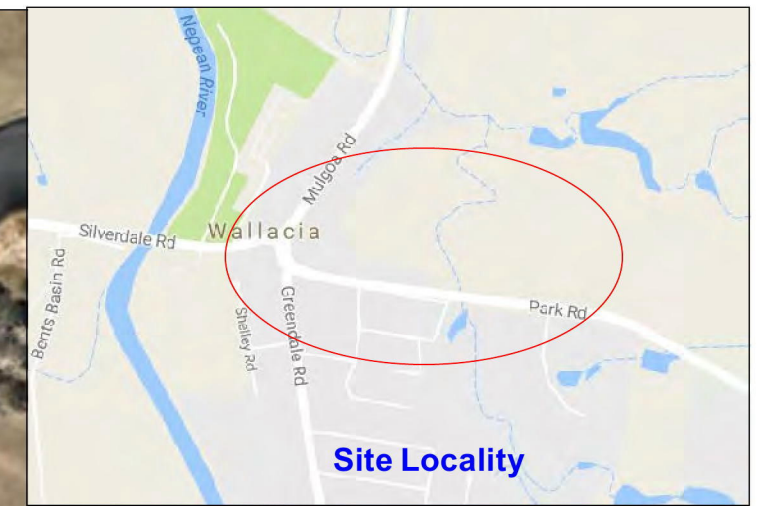 Nepean River
Mulgoa Rd
Silverdale Rd
Wallacia
Bents Basin Rd
Shelley Rd
Greendale Rd
Park Rd
Site Locality